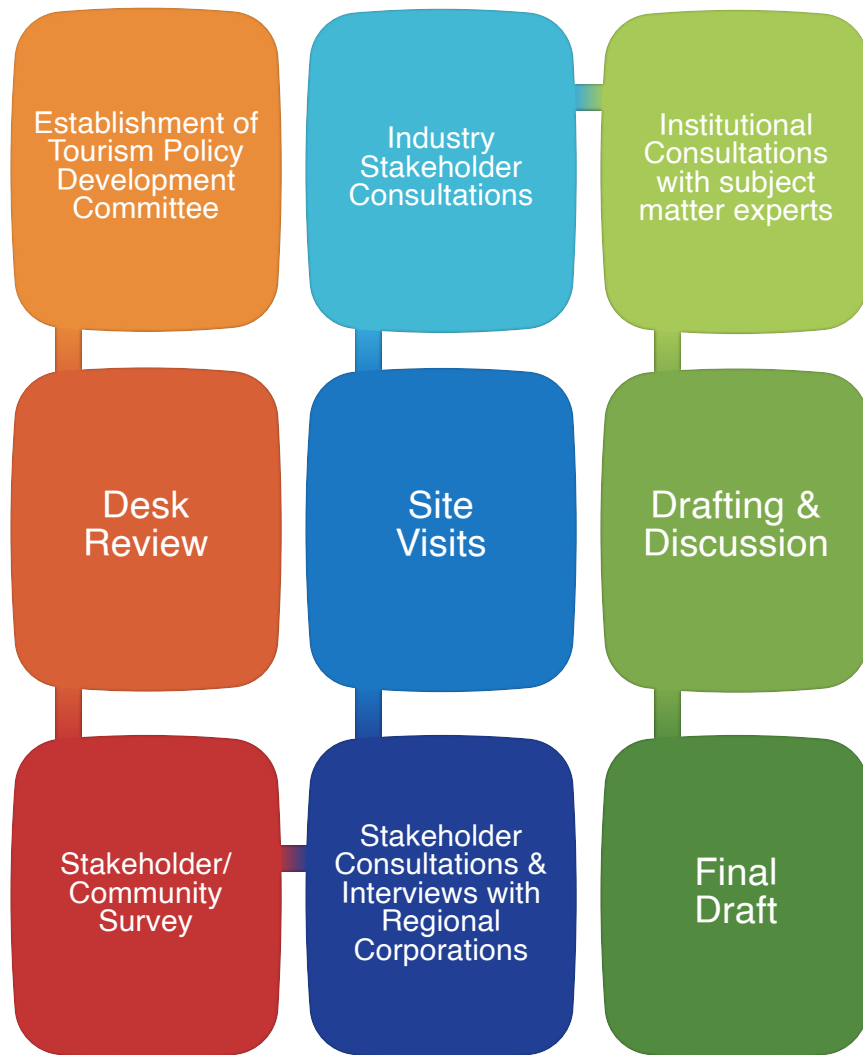 Establishment of
Tourism Policy
Development
Committee
Desk
Review
Stakeholder/
Community
Survey
Stakeholder
Consultations &
Interviews with
Regional
Corporations
Site
Visits
Industry
Stakeholder
Consultations
Institutional
Consultations
with subject
matter experts
Drafting &
Discussion
Final
Draft